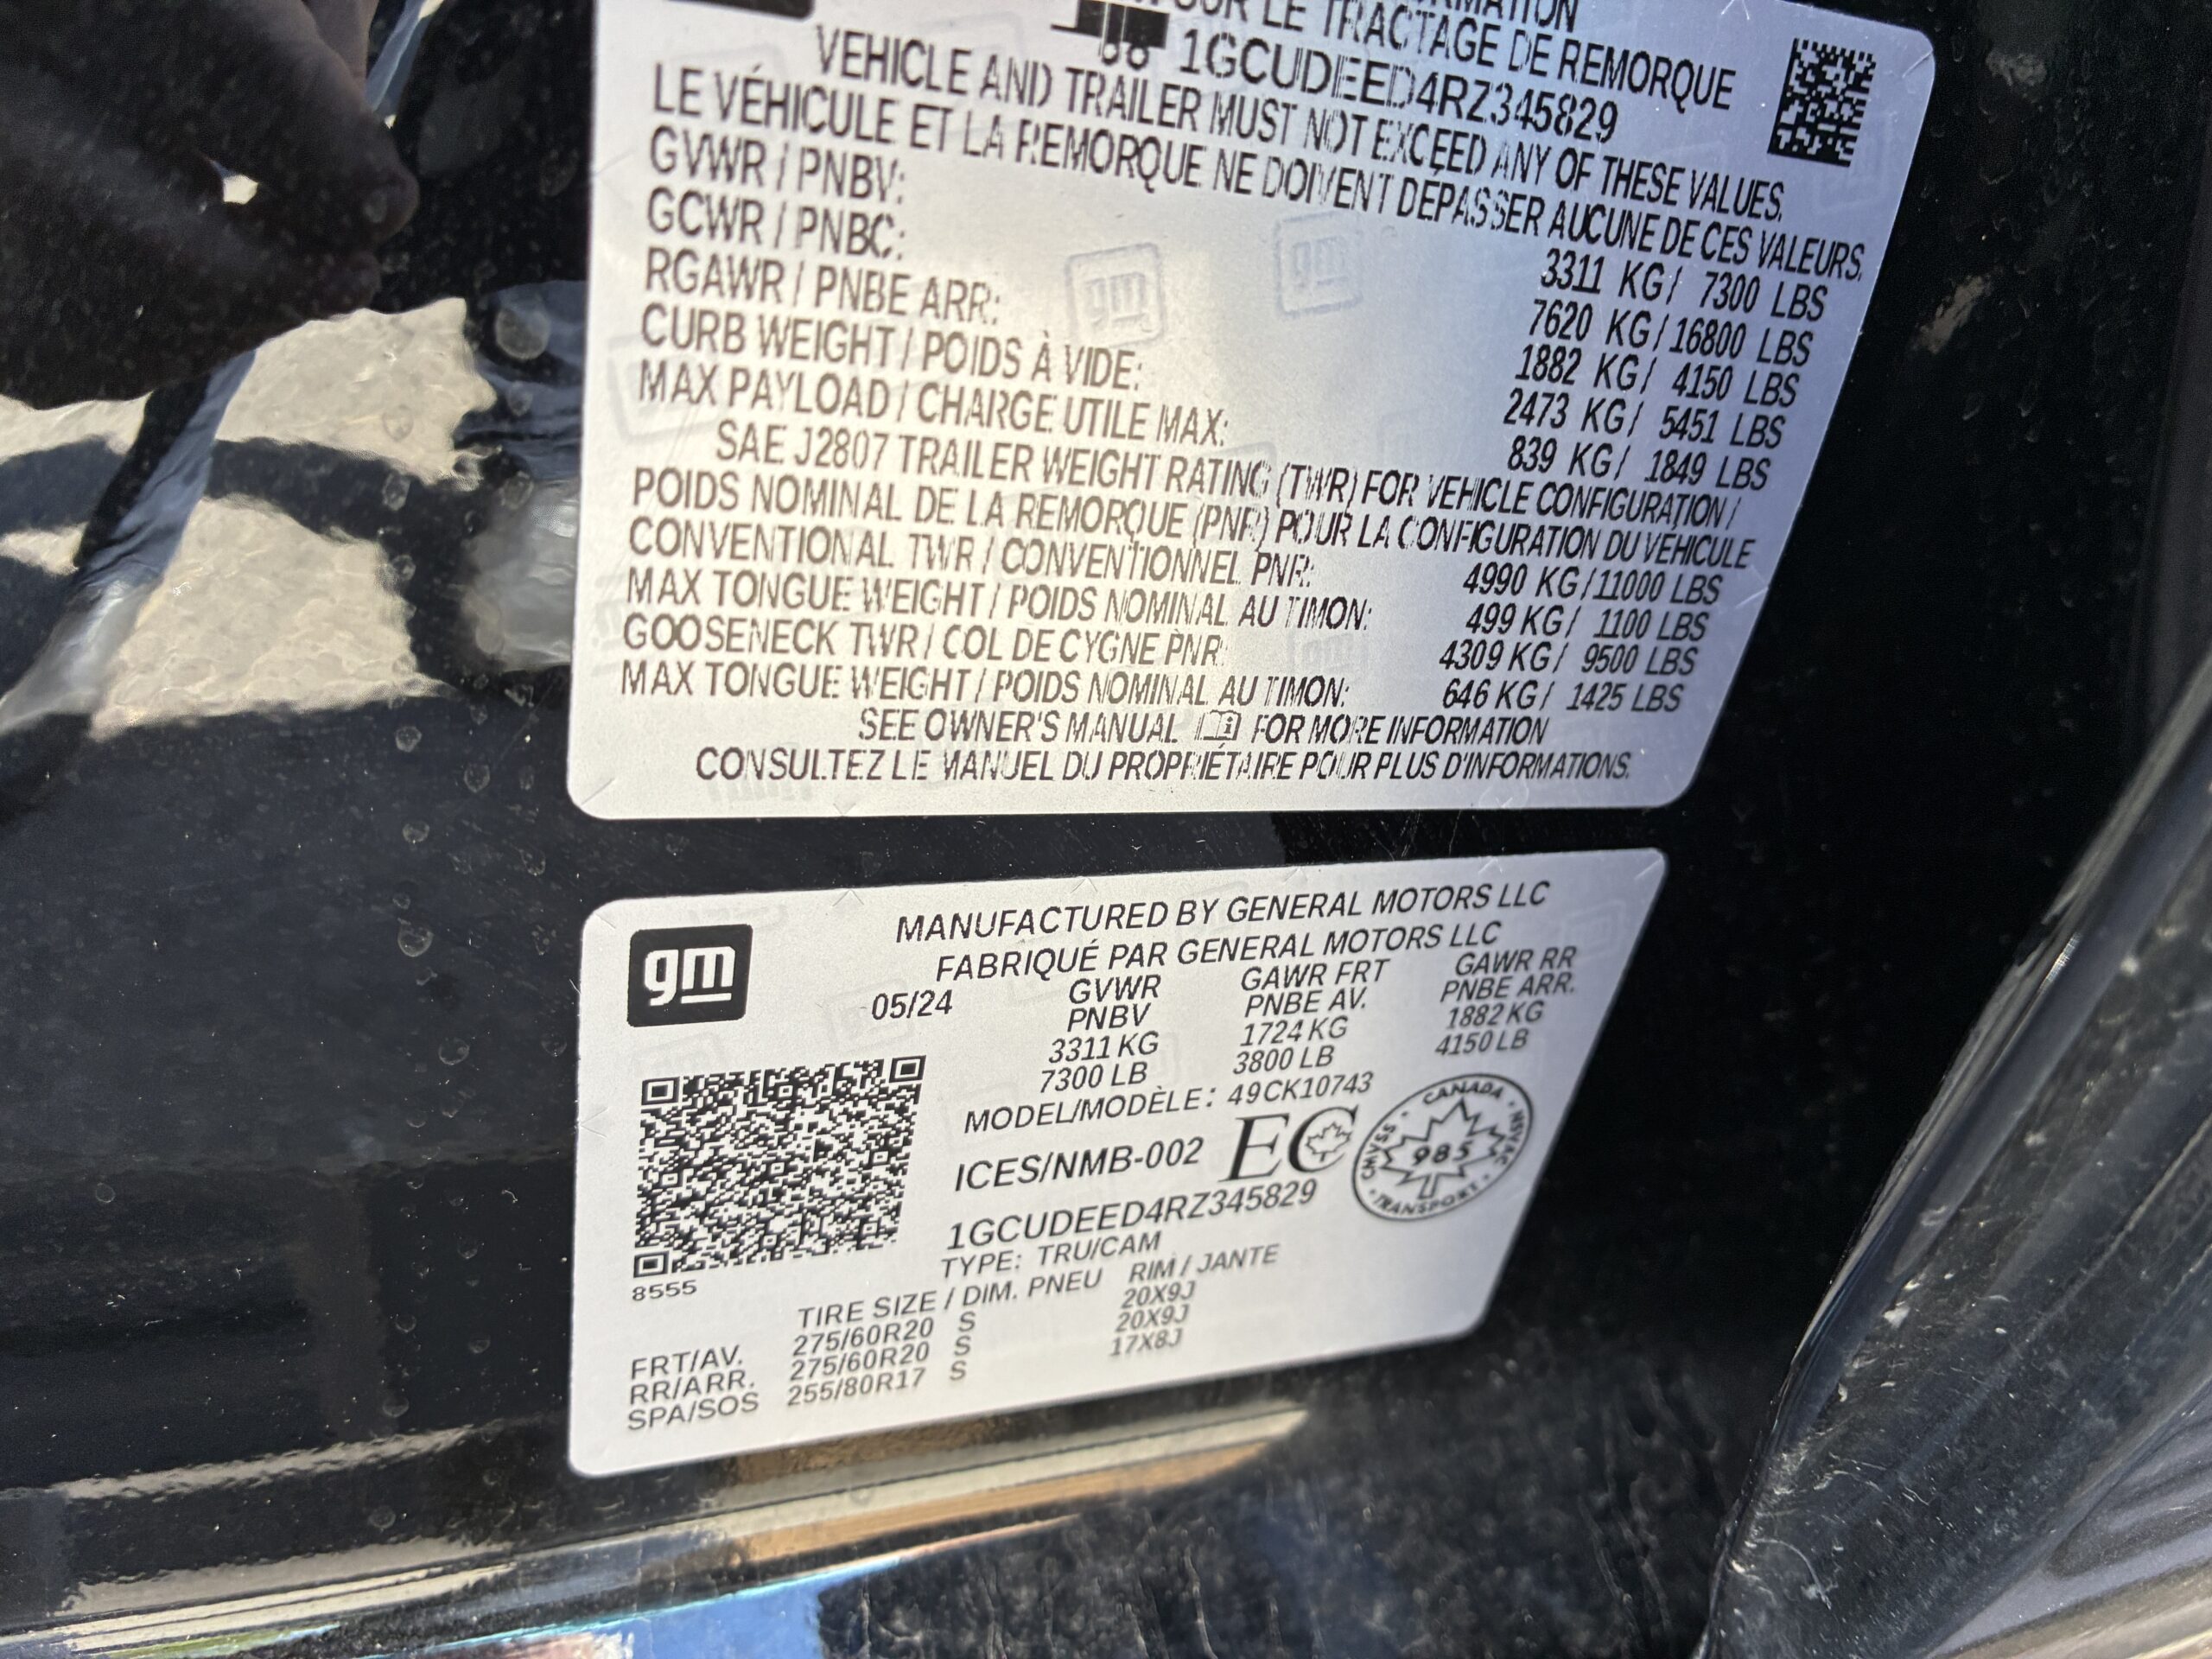 POUR LE TRACTAGE DE REMORQUE
1GCUDEED4RZ345829
VEHICLE AND TRAILER MUST NOT EXCEED ANY OF THESE VALUES.
LE VÉHICULE ET LA REMORQUE NE DOIVENT DÉPASSER AUCUNE DE CES VALEURS.
GVWR / PNBV: 3311 KG / 7300 LBS
GCWR / PNBC: 7620 KG / 16800 LBS
RGAWR / PNBE ARR: 1882 KG / 4150 LBS
CURB WEIGHT / POIDS À VIDE: 2473 KG / 5451 LBS
MAX PAYLOAD / CHARGE UTILE MAX: 839 KG / 1849 LBS
SAE J2807 TRAILER WEIGHT RATING (TWR) FOR VEHICLE CONFIGURATION /
POIDS NOMINAL DE LA REMORQUE (PNR) POUR LA CONFIGURATION DU VÉHICULE
CONVENTIONAL TWR / CONVENTIONNEL PNR: 4990 KG / 11000 LBS
MAX TONGUE WEIGHT / POIDS NOMINAL AU TIMON: 499 KG / 1100 LBS
GOOSENECK TWR / COL DE CYGNE PNR: 4309 KG / 9500 LBS
MAX TONGUE WEIGHT / POIDS NOMINAL AU TIMON: 646 KG / 1425 LBS
SEE OWNER'S MANUAL FOR MORE INFORMATION
CONSULTEZ LE MANUEL DU PROPRIÉTAIRE POUR PLUS D'INFORMATIONS.
gm
MANUFACTURED BY GENERAL MOTORS LLC
FABRIQUÉ PAR GENERAL MOTORS LLC
05/24 GVWR GAWR FRT GAWR RR
PNBV PNBE AV. PNBE ARR.
3311 KG 1724 KG 1882 KG
7300 LB 3800 LB 4150 LB
MODEL/MODÈLE: 49CK10743
ICES/NMB-002 EC
CANADA
CMVSS 985 NSVAC
TRANSPORT
1GCUDEED4RZ345829
TYPE: TRU/CAM
8555
TIRE SIZE / DIM. PNEU RIM / JANTE
FRT/AV. 275/60R20 S 20X9J
RR/ARR. 275/60R20 S 20X9J
SPA/SOS 255/80R17 S 17X8J